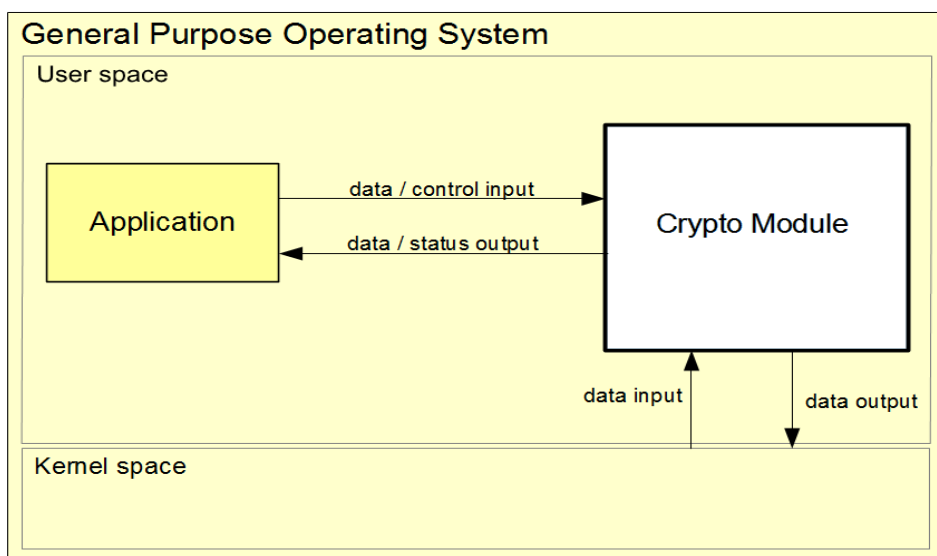 General Purpose Operating System
User space
Application
data / control input
data / status output
Crypto Module
data input
data output
Kernel space